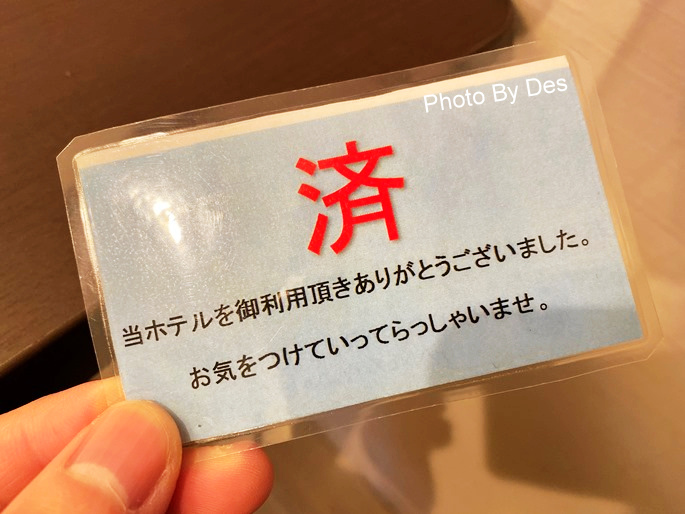 Photo By Des
済
当ホテルを御利用頂きありがとうございました。
お気をつけていってらっしゃいませ。